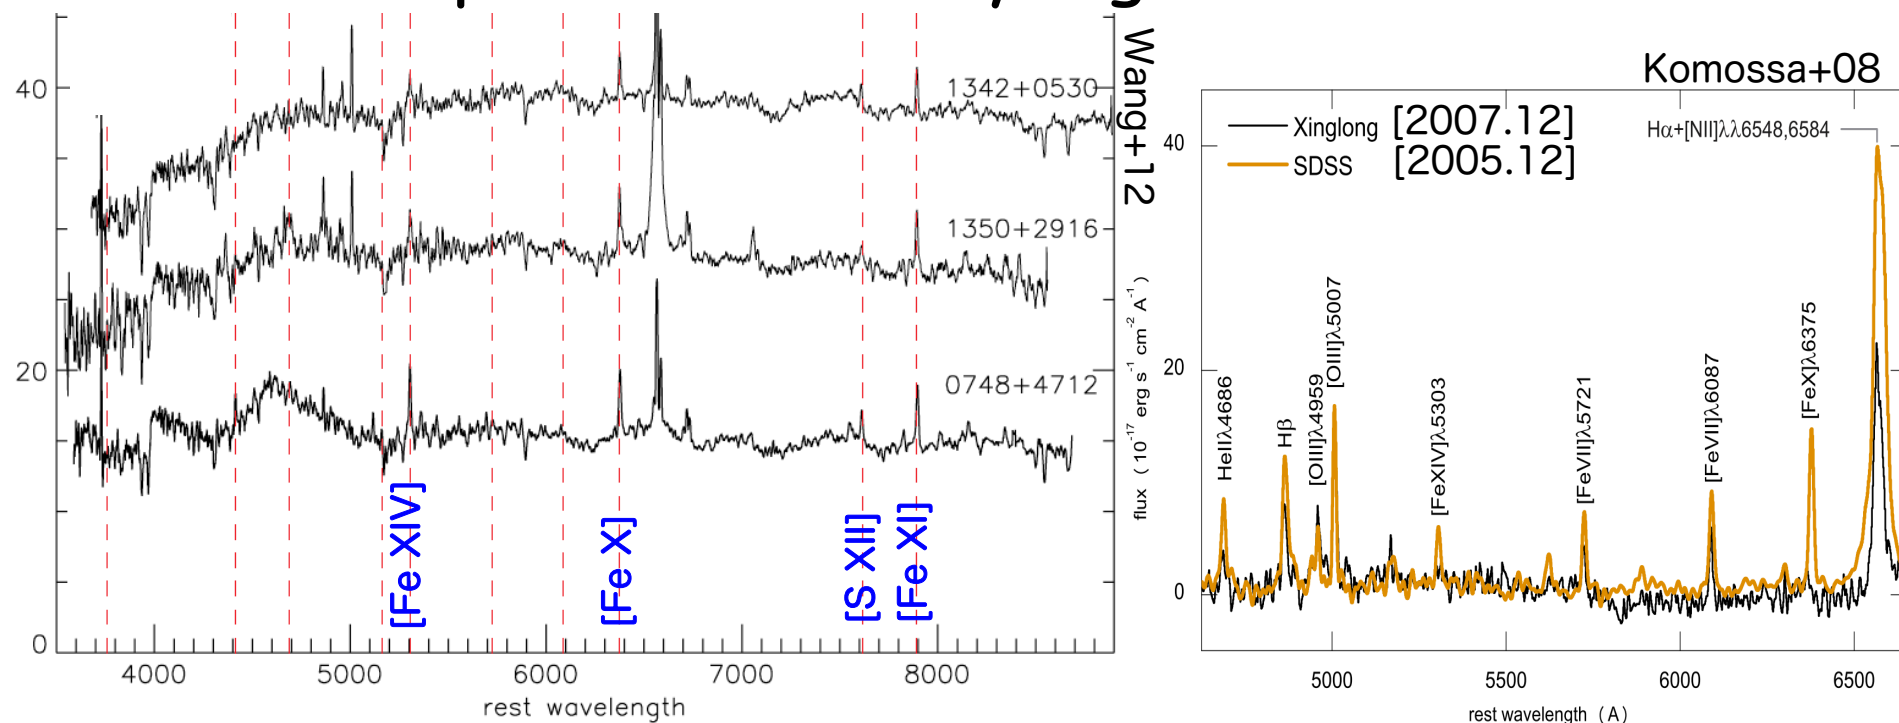 40
20
0
4000
5000
6000
7000
8000
rest wavelength
1342+0530
1350+2916
0748+4712
[Fe XIV]
[Fe X]
[S XII]
[Fe XI]
Wang+12
Komossa+08
Xinglong [2007.12]
SDSS [2005.12]
Hα+[NII]λλ6548,6584
flux ( 10⁻¹⁷ erg s⁻¹ cm⁻² A⁻¹ )
40
20
0
HeIIλ4686
Hβ
[OIII]λ4959
[OIII]λ5007
[FeXIV]λ5303
[FeVII]λ5721
[FeVII]λ6087
[FeX]λ6375
5000
5500
6000
6500
rest wavelength (A)